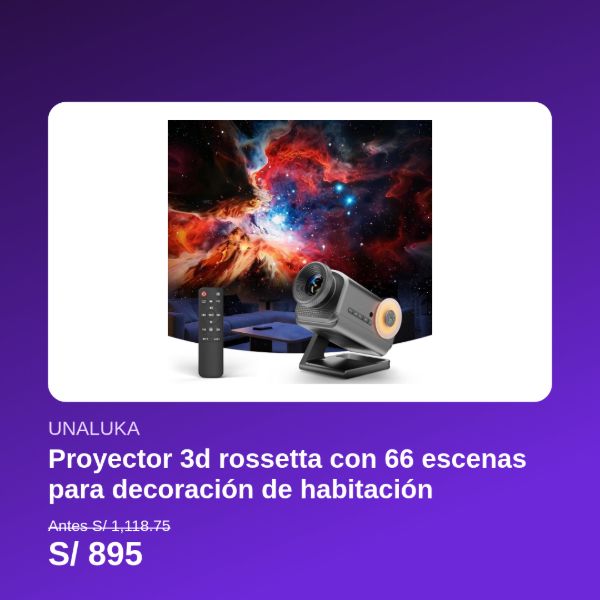 UNALUKA
Proyector 3d rossetta con 66 escenas
para decoración de habitación
Antes S/ 1,118.75
S/ 895